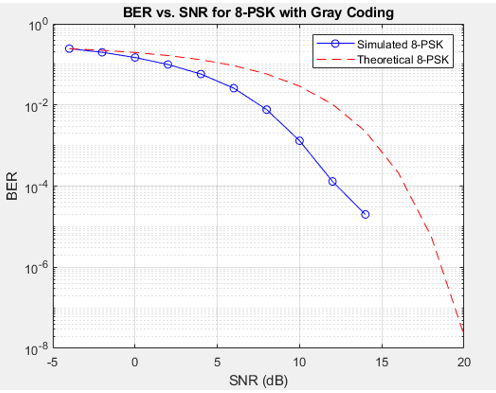 BER vs. SNR for 8-PSK with Gray Coding
10^0
Simulated 8-PSK
Theoretical 8-PSK
10^-2
BER
10^-4
10^-6
10^-8
-5
0
5
10
15
20
SNR (dB)